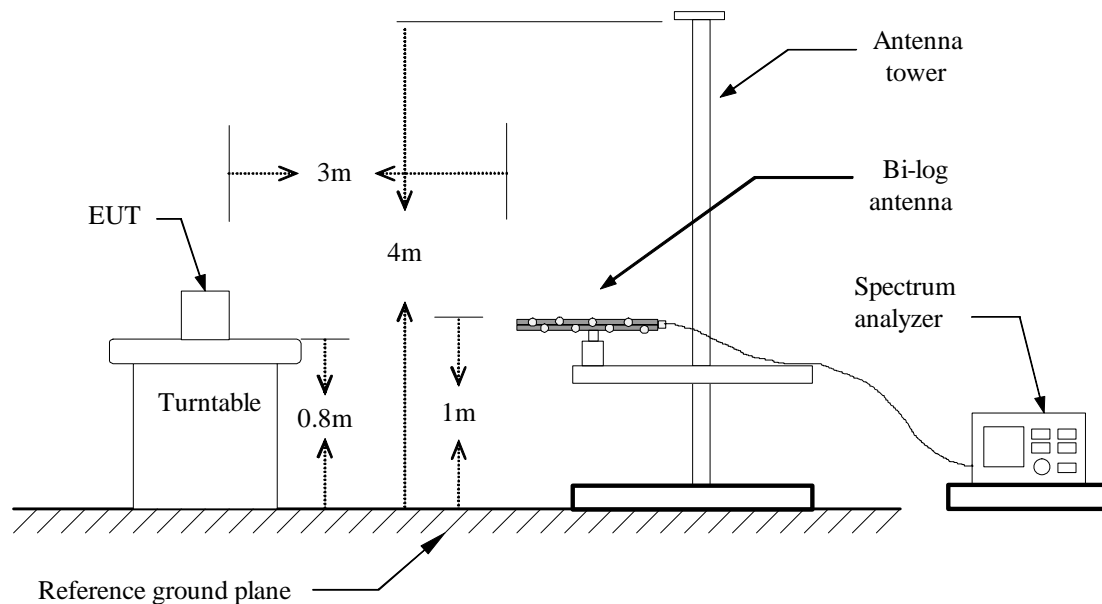 Antenna
tower
3m
Bi-log
antenna
EUT
4m
Spectrum
analyzer
Turntable
0.8m
1m
Reference ground plane